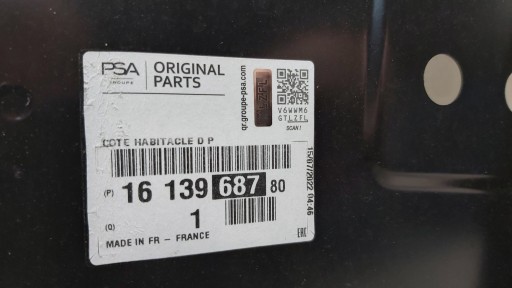 PSA
GROUPE
ORIGINAL
PARTS
qr.groupe-psa.com
V6WWM6
GTLZFL
SCAN !
COTE HABITACLE D P
(P) 16 139 687 80
(Q) 1
MADE IN FR - FRANCE
15/07/2022 04:46
EAC